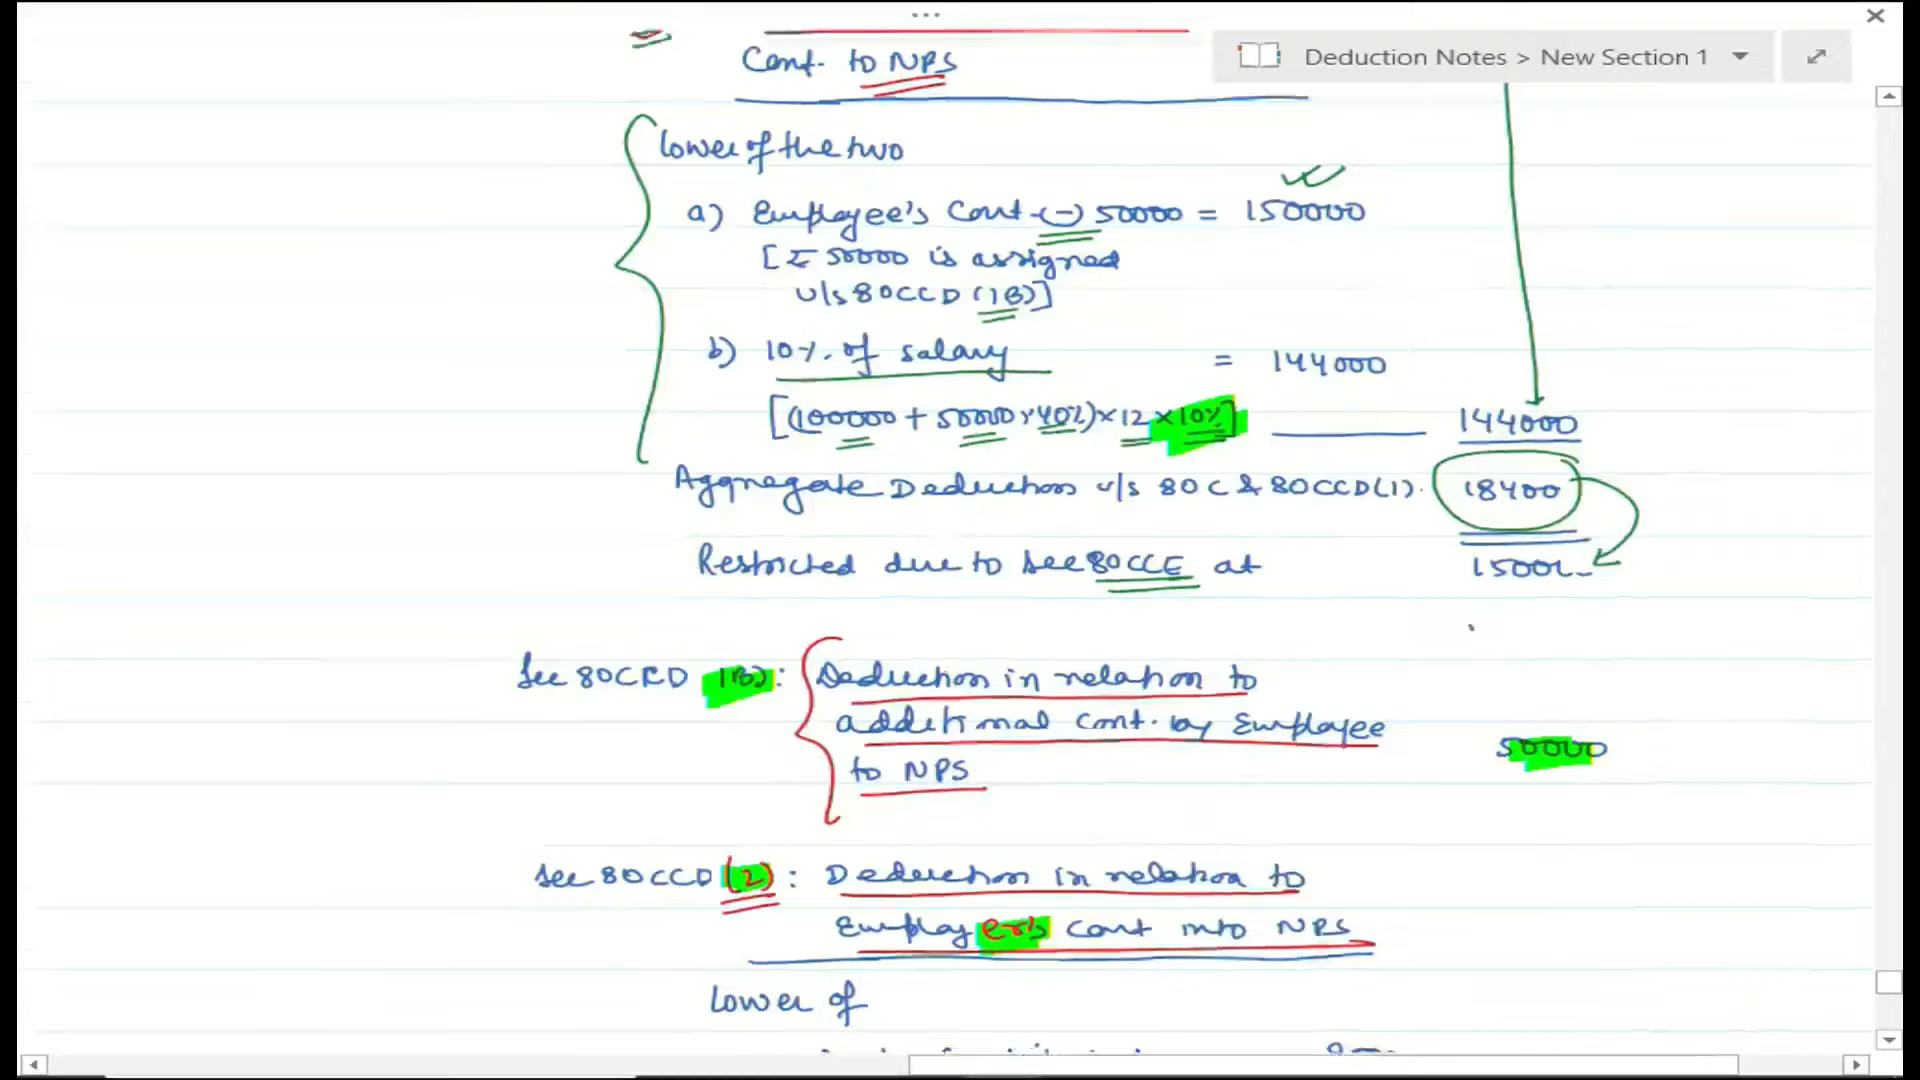 Deduction Notes > New Section 1
Cont. to NPS
lower of the two
a) Employee's Cont (-) 50000 = 150000
[∑ 50000 is assigned
u/s 80CCD (1B)]
b) 10% of salary = 144000
[(100000 + 50000 × 40%) × 12 × 10%] 144000
Aggregate Deduction u/s 80C & 80CCD(1). 18400
Restricted due to Sec 80CCE at 15000
Sec 80CCD 1B): Deduction in relation to
additional cont. by Employee
to NPS
50000
Sec 80CCD (2): Deduction in relation to
Employer's Cont into NPS
lower of